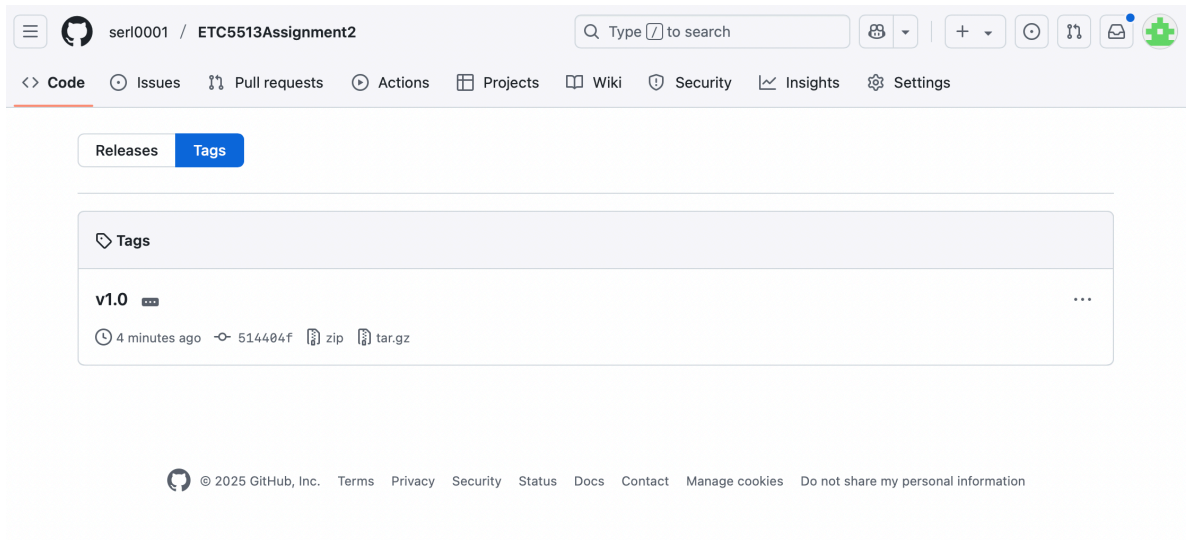 serl0001 / ETC5513Assignment2 Type / to search
Code Issues Pull requests Actions Projects Wiki Security Insights Settings
Releases Tags
Tags
v1.0
4 minutes ago 514404f zip tar.gz
© 2025 GitHub, Inc. Terms Privacy Security Status Docs Contact Manage cookies Do not share my personal information